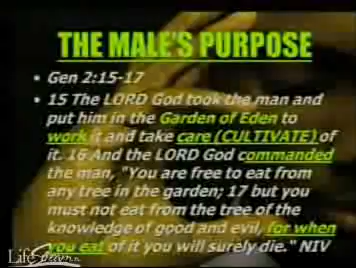 THE MALE'S PURPOSE
• Gen 2:15-17
• 15 The LORD God took the man and
put him in the Garden of Eden to
work it and take care (CULTIVATE) of
it. 16 And the LORD God commanded
the man, "You are free to eat from
any tree in the garden; 17 but you
must not eat from the tree of the
knowledge of good and evil, for when
you eat of it you will surely die." NIV